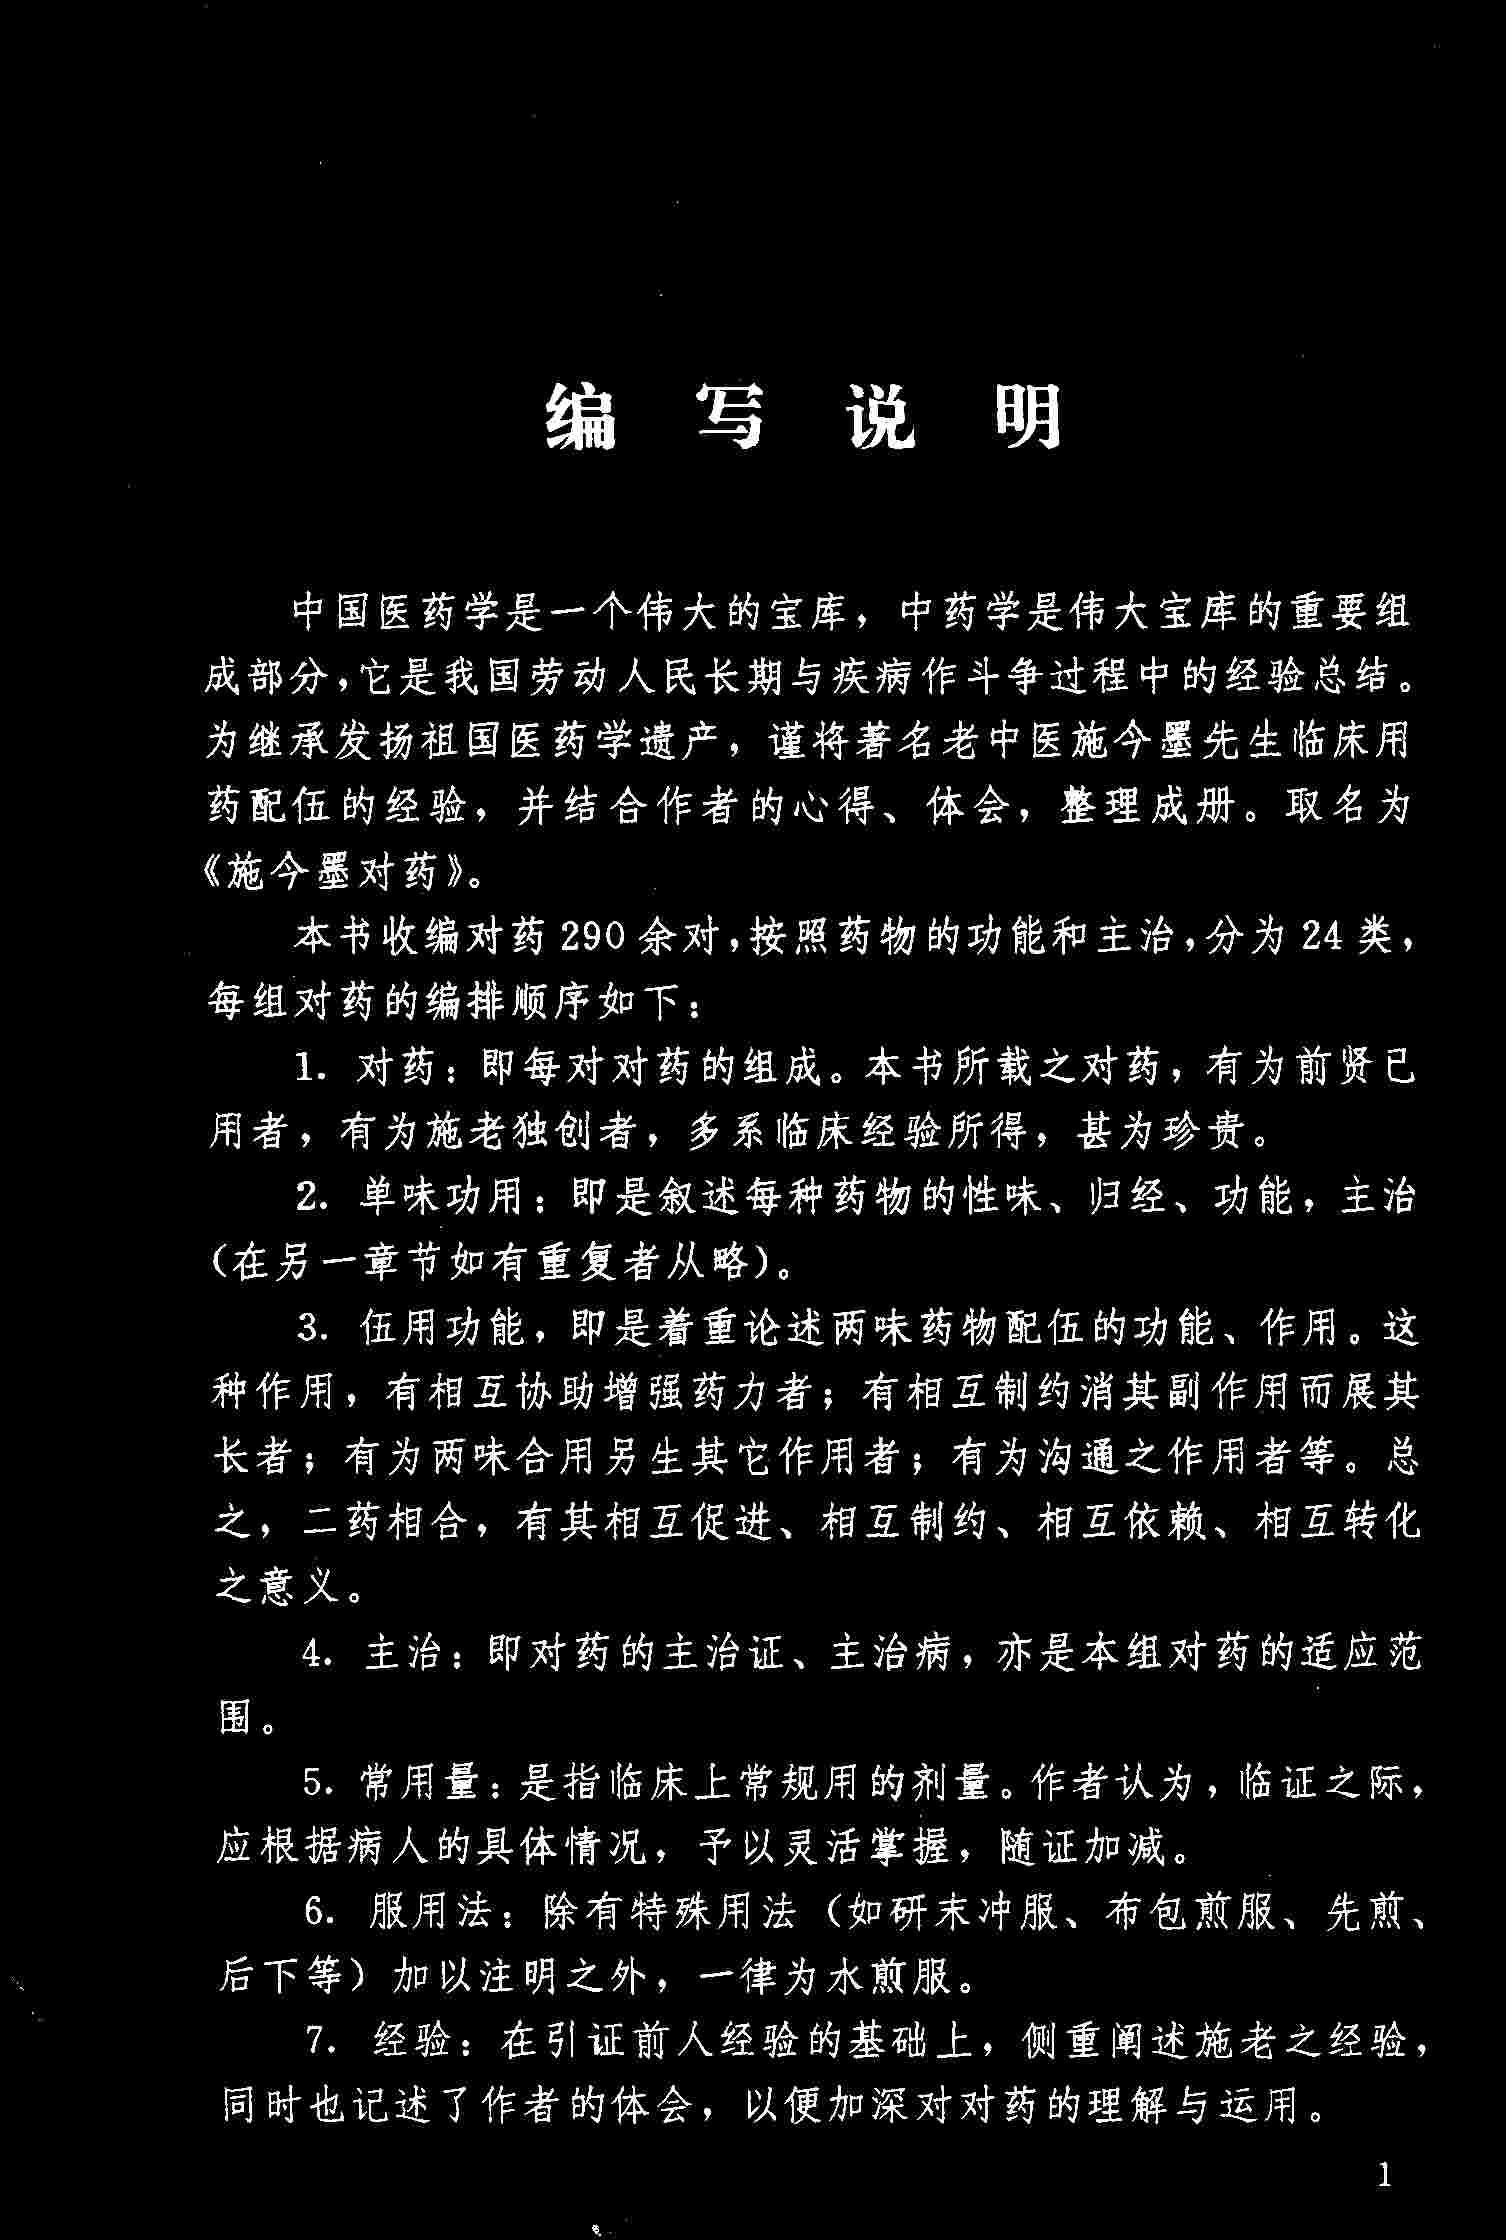 编写说明
中国医药学是一个伟大的宝库，中药学是伟大宝库的重要组
成部分，它是我国劳动人民长期与疾病作斗争过程中的经验总结。
为继承发扬祖国医药学遗产，谨将著名老中医施今墨先生临床用
药配伍的经验，并结合作者的心得、体会，整理成册。取名为
《施今墨对药》。
本书收编对药290余对，按照药物的功能和主治，分为24类，
每组对药的编排顺序如下：
1. 对药：即每对对药的组成。本书所载之对药，有为前贤已
用者，有为施老独创者，多系临床经验所得，甚为珍贵。
2. 单味功用：即是叙述每种药物的性味、归经、功能，主治
（在另一章节如有重复者从略）。
3. 伍用功能，即是着重论述两味药物配伍的功能、作用。这
种作用，有相互协助增强药力者；有相互制约消其副作用而展其
长者；有为两味合用另生其它作用者；有为沟通之作用者等。总
之，二药相合，有其相互促进、相互制约、相互依赖、相互转化
之意义。
4. 主治：即对药的主治证、主治病，亦是本组对药的适应范
围。
5. 常用量：是指临床上常规用的剂量。作者认为，临证之际，
应根据病人的具体情况，予以灵活掌握，随证加减。
6. 服用法：除有特殊用法（如研末冲服、布包煎服、先煎、
后下等）加以注明之外，一律为水煎服。
7. 经验：在引证前人经验的基础上，侧重阐述施老之经验，
同时也记述了作者的体会，以便加深对对药的理解与运用。
1